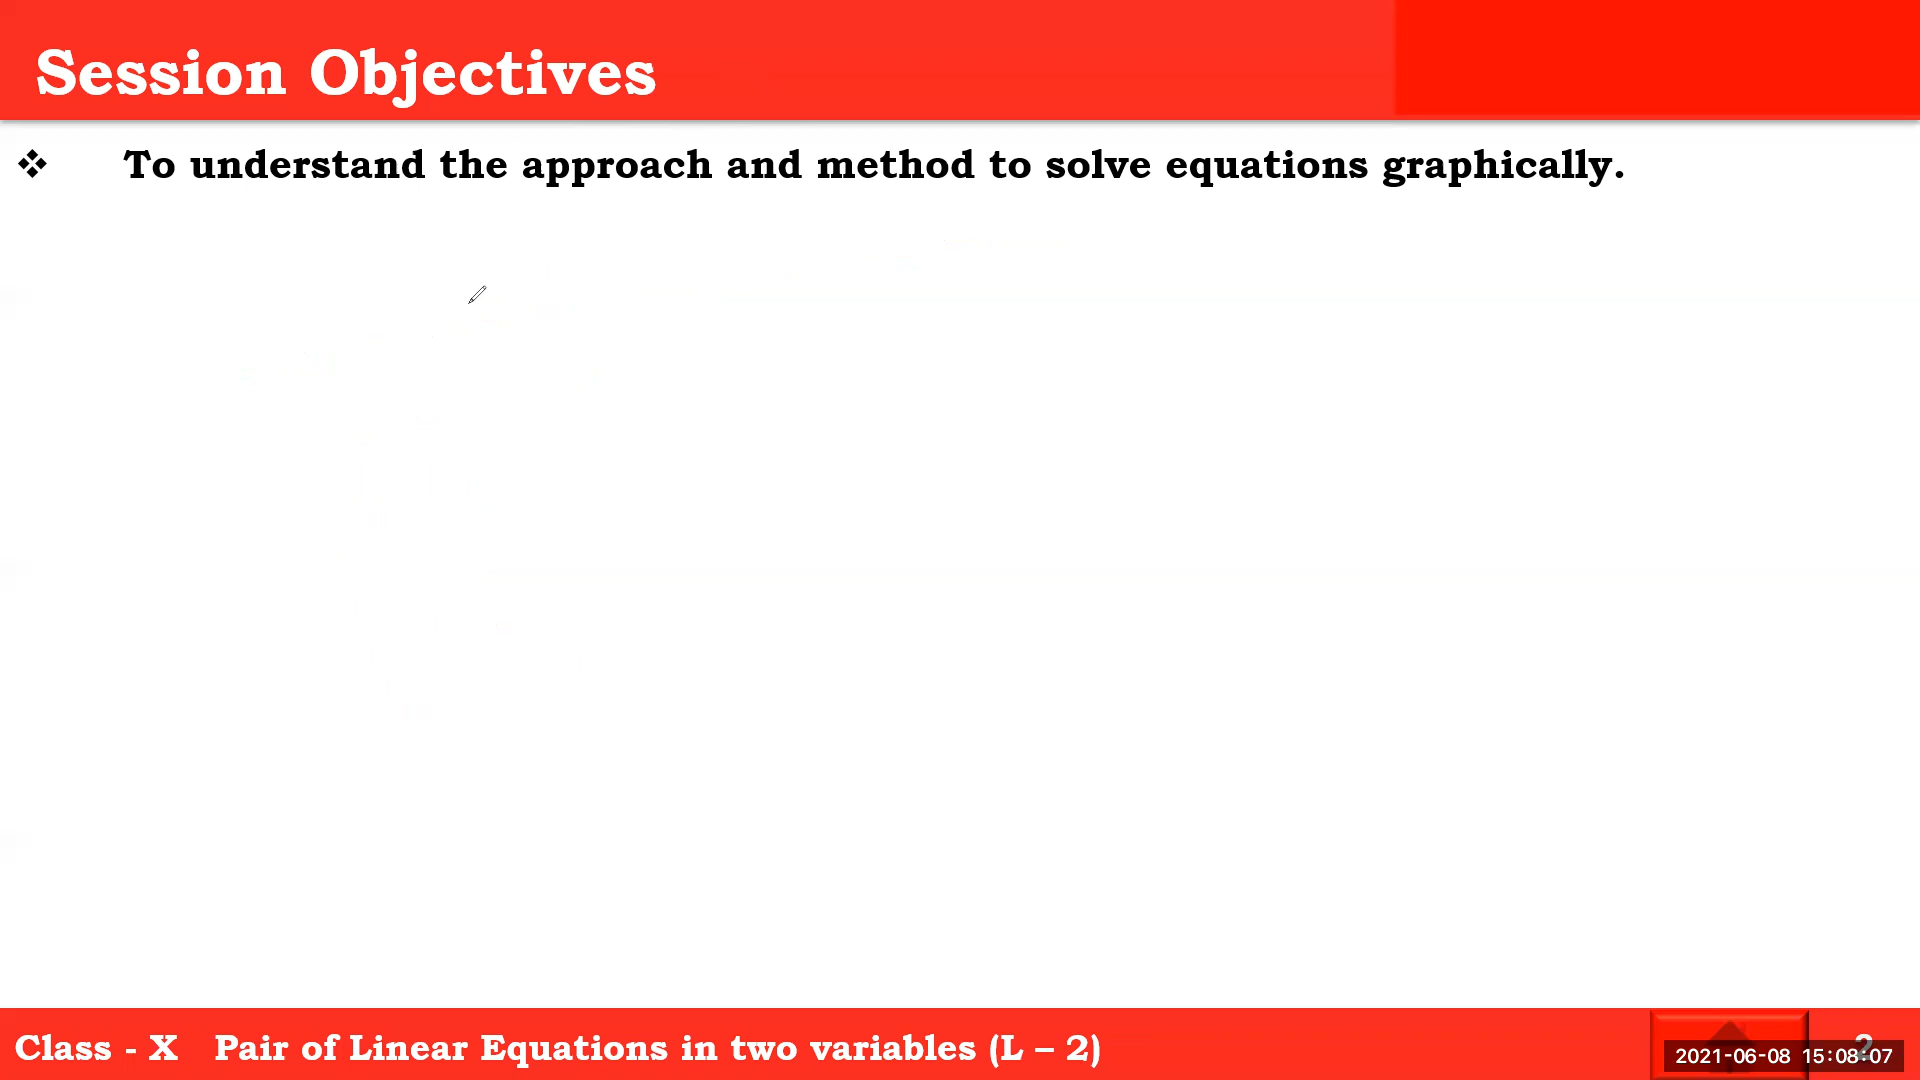 Session Objectives
❖ To understand the approach and method to solve equations graphically.
Class - X Pair of Linear Equations in two variables (L – 2)
2
2021-06-08 15:08:07